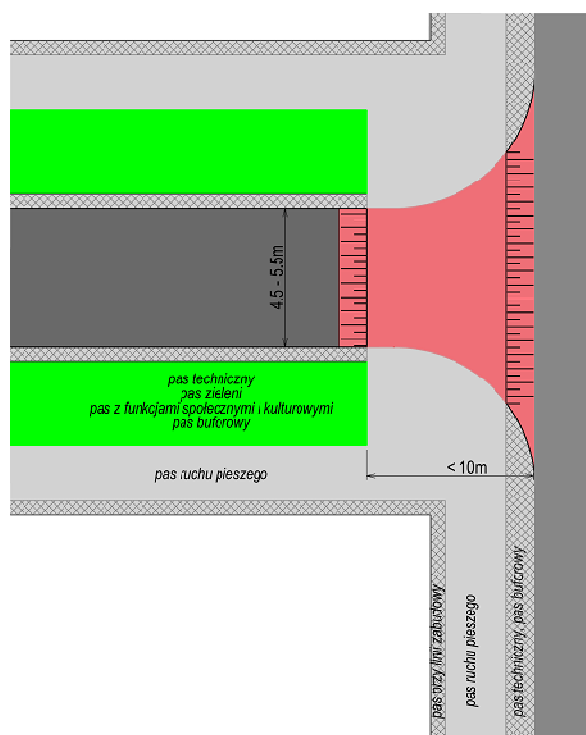 4.5 - 5.5m
pas techniczny
pas zieleni
pas z funkcjami społecznymi i kulturowymi
pas buforowy
< 10m
pas ruchu pieszego
pas przy linii zabudowy
pas ruchu pieszego
pas techniczny, pas buforowy